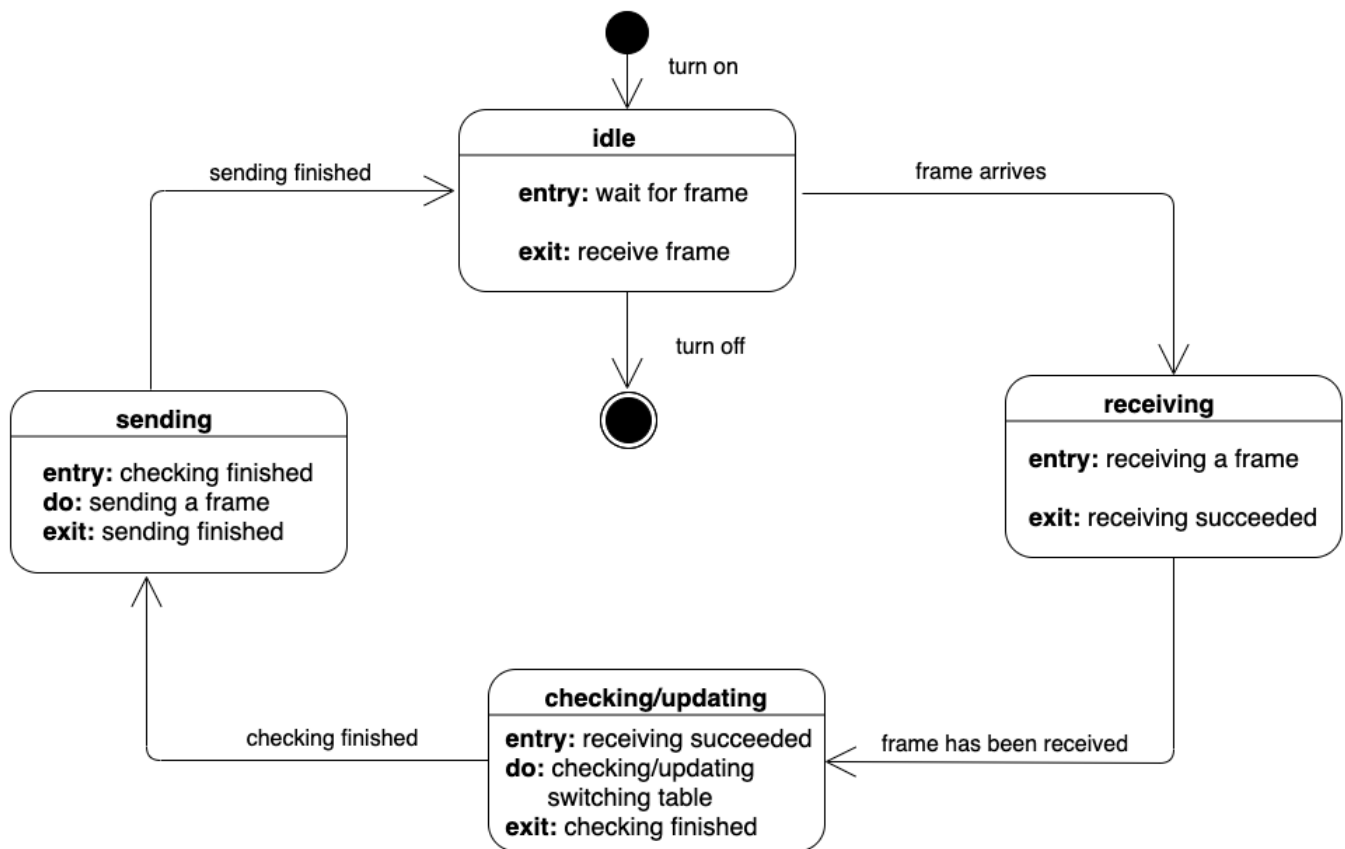 turn on
idle
entry: wait for frame
exit: receive frame
sending finished
frame arrives
turn off
sending
entry: checking finished
do: sending a frame
exit: sending finished
receiving
entry: receiving a frame
exit: receiving succeeded
checking/updating
entry: receiving succeeded
do: checking/updating
switching table
exit: checking finished
checking finished
frame has been received